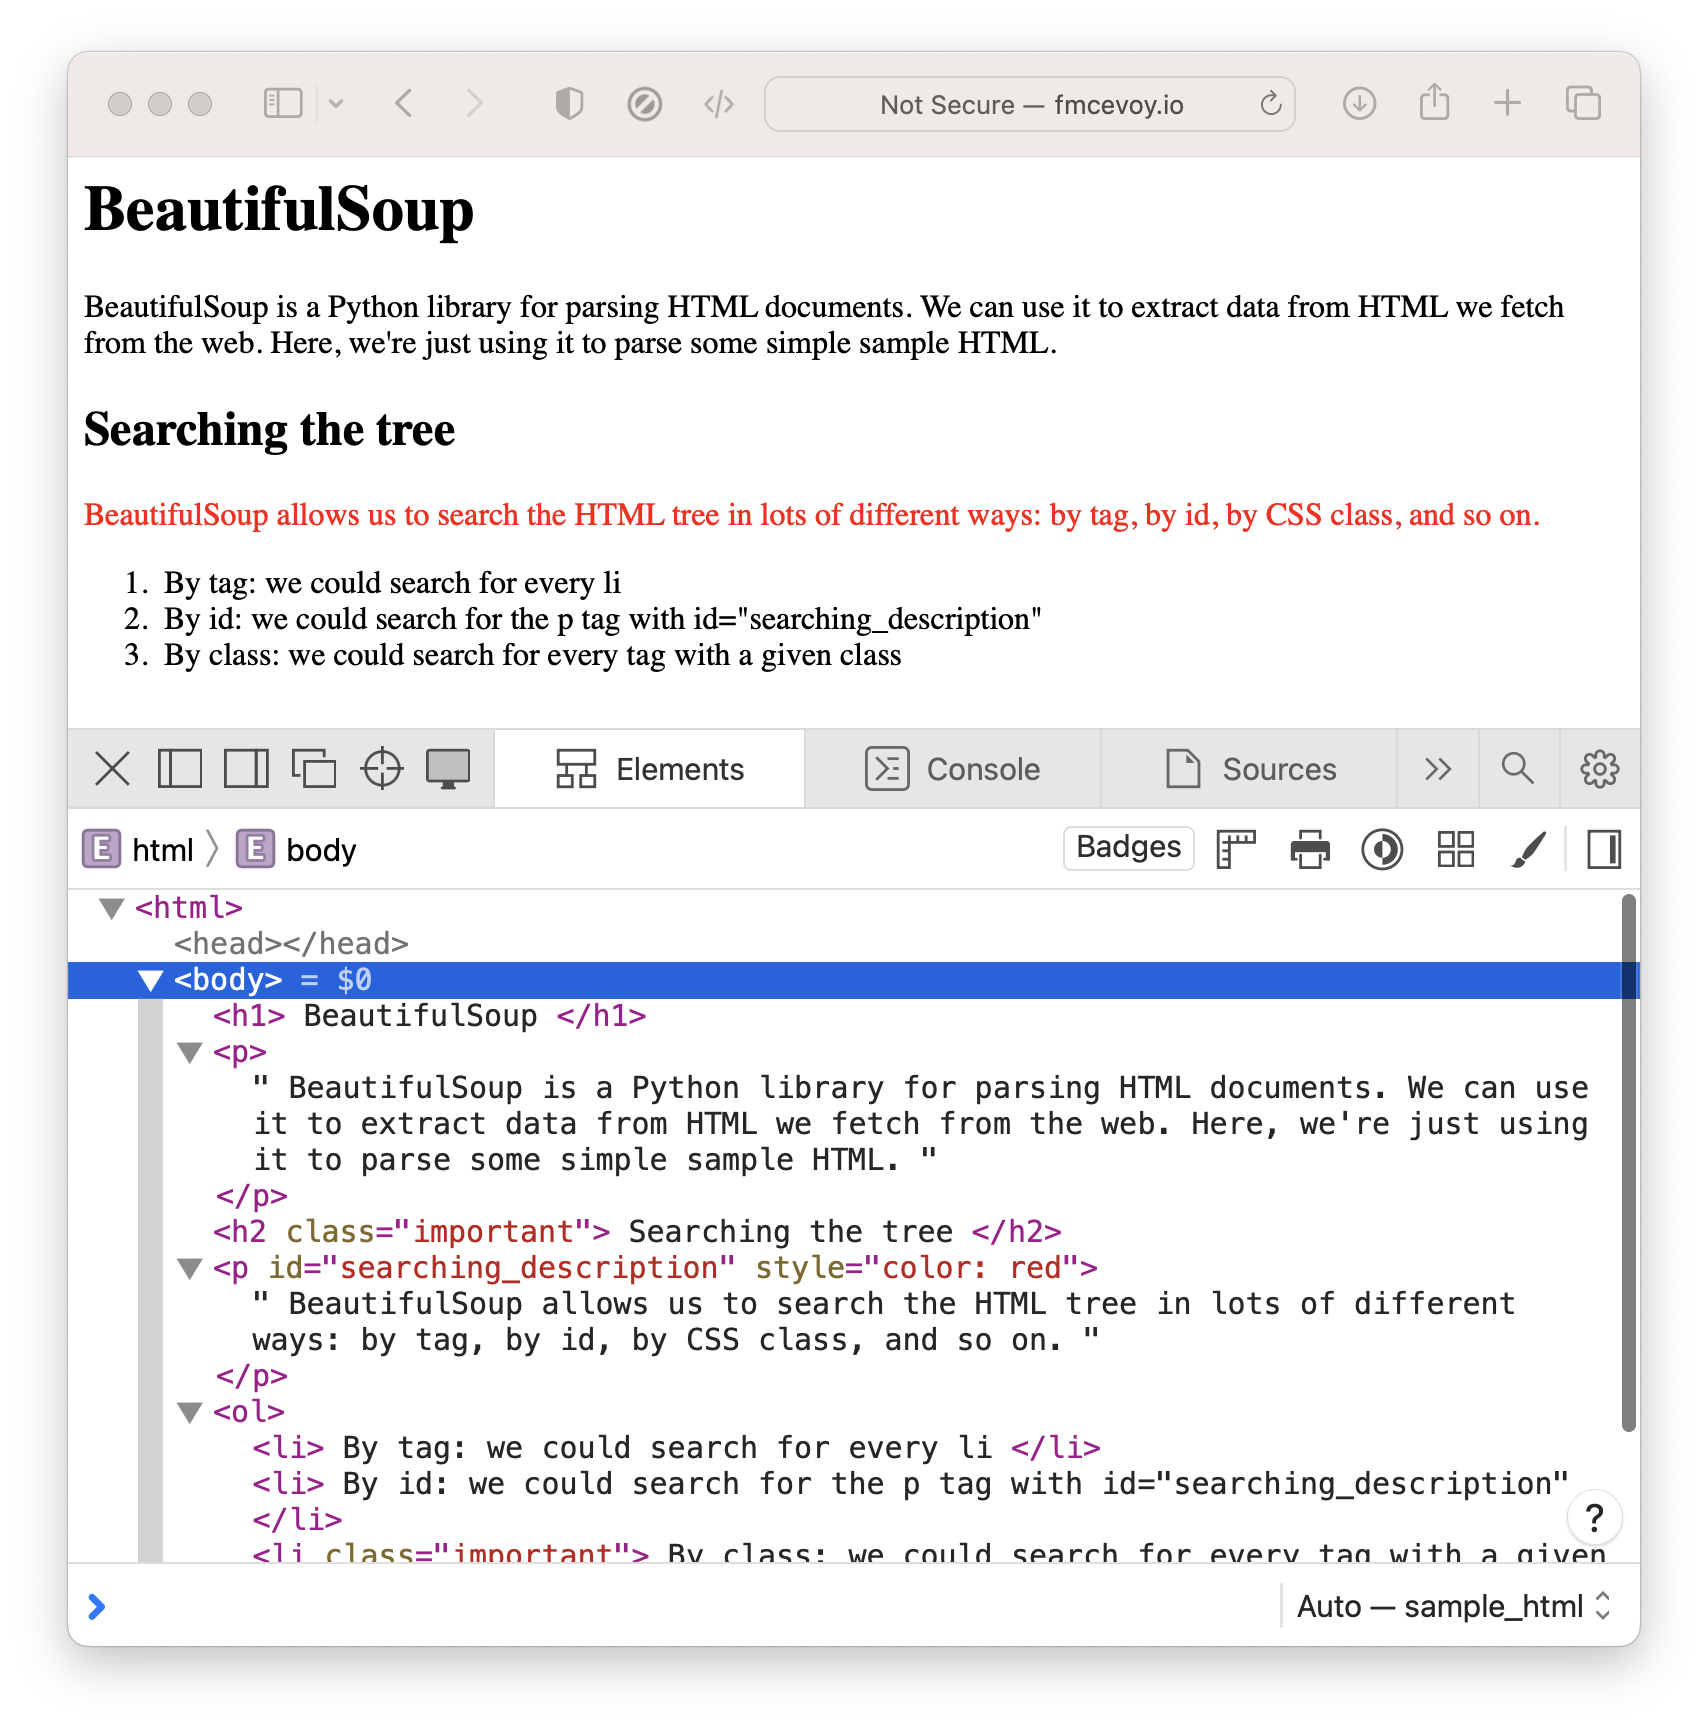 Not Secure — fmcevoy.io
BeautifulSoup
BeautifulSoup is a Python library for parsing HTML documents. We can use it to extract data from HTML we fetch
from the web. Here, we're just using it to parse some simple sample HTML.
Searching the tree
BeautifulSoup allows us to search the HTML tree in lots of different ways: by tag, by id, by CSS class, and so on.
1. By tag: we could search for every li
2. By id: we could search for the p tag with id="searching_description"
3. By class: we could search for every tag with a given class
Elements Console Sources
E html E body Badges
<html>
<head></head>
<body> = $0
<h1> BeautifulSoup </h1>
<p>
" BeautifulSoup is a Python library for parsing HTML documents. We can use
it to extract data from HTML we fetch from the web. Here, we're just using
it to parse some simple sample HTML. "
</p>
<h2 class="important"> Searching the tree </h2>
<p id="searching_description" style="color: red">
" BeautifulSoup allows us to search the HTML tree in lots of different
ways: by tag, by id, by CSS class, and so on. "
</p>
<ol>
<li> By tag: we could search for every li </li>
<li> By id: we could search for the p tag with id="searching_description"
</li>
<li class="important"> By class: we could search for every tag with a given
?
Auto — sample_html